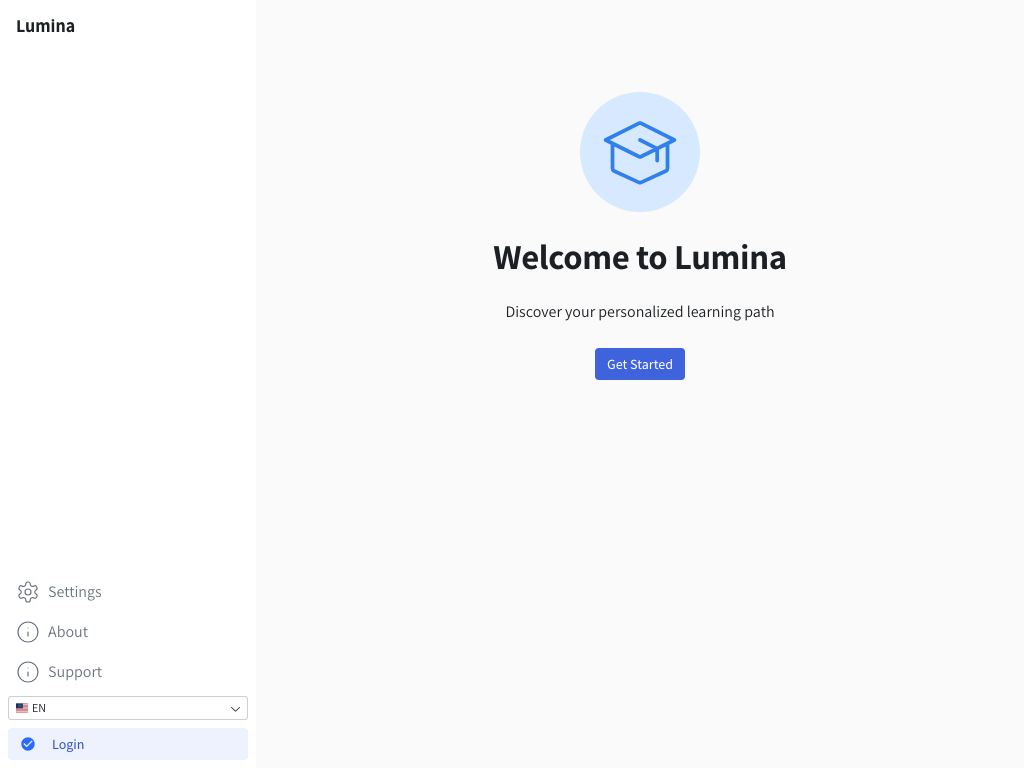 Lumina
Welcome to Lumina
Discover your personalized learning path
Get Started
Settings
About
Support
EN
Login